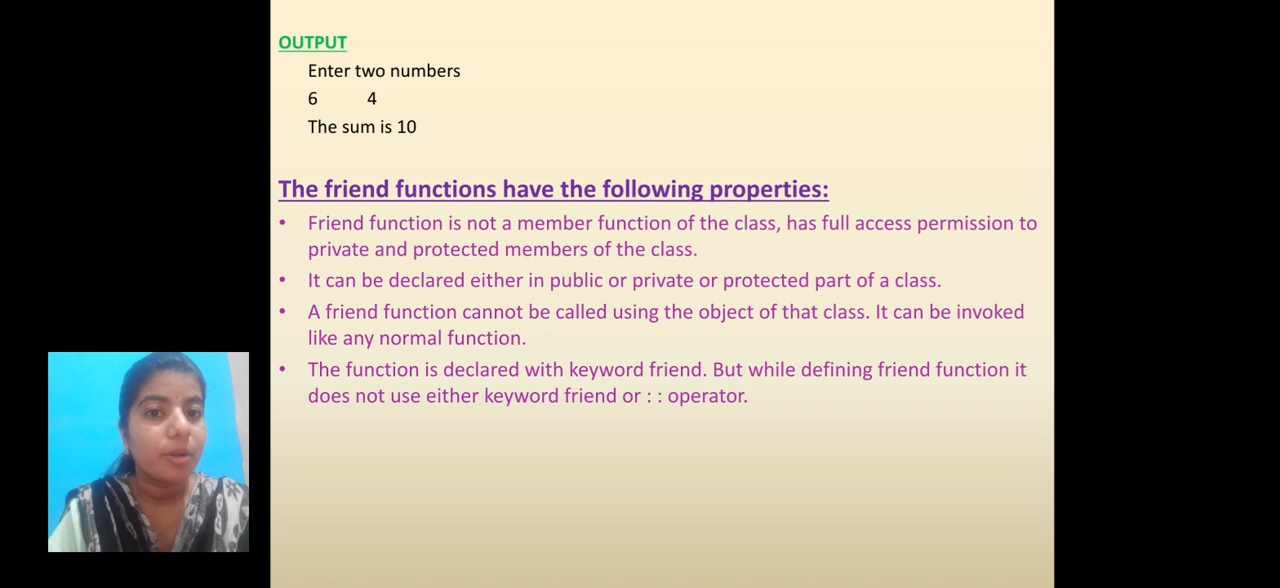 OUTPUT
Enter two numbers
6 4
The sum is 10
The friend functions have the following properties:
• Friend function is not a member function of the class, has full access permission to
private and protected members of the class.
• It can be declared either in public or private or protected part of a class.
• A friend function cannot be called using the object of that class. It can be invoked
like any normal function.
• The function is declared with keyword friend. But while defining friend function it
does not use either keyword friend or : : operator.